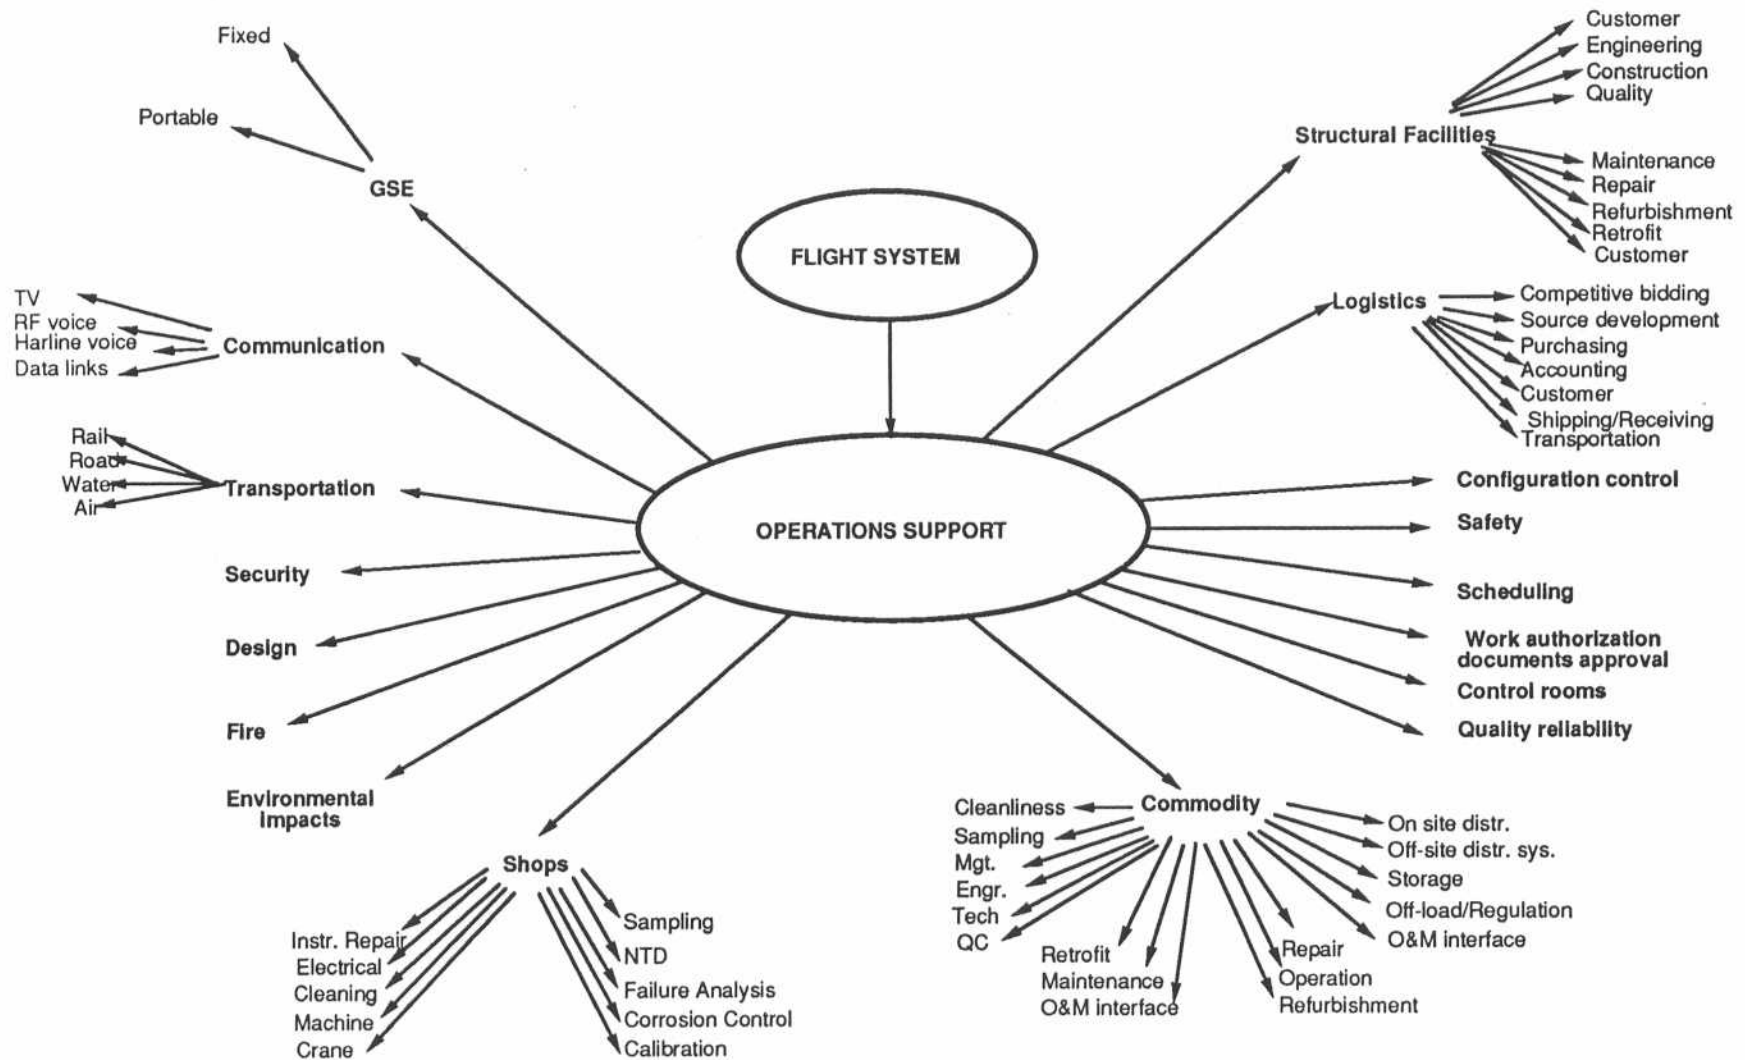 Fixed
Portable
GSE
FLIGHT SYSTEM
Customer
Engineering
Construction
Quality
Structural Facilities
Maintenance
Repair
Refurbishment
Retrofit
Customer
TV
RF voice
Harline voice
Data links
Communication
Logistics
Competitive bidding
Source development
Purchasing
Accounting
Customer
Shipping/Receiving
Transportation
Rail
Road
Water
Air
Transportation
OPERATIONS SUPPORT
Configuration control
Safety
Scheduling
Work authorization
documents approval
Control rooms
Quality reliability
Security
Design
Fire
Environmental
impacts
Shops
Instr. Repair
Electrical
Cleaning
Machine
Crane
Sampling
NTD
Failure Analysis
Corrosion Control
Calibration
Commodity
Cleanliness
Sampling
Mgt.
Engr.
Tech
QC
Retrofit
Maintenance
O&M interface
Repair
Operation
Refurbishment
On site distr.
Off-site distr. sys.
Storage
Off-load/Regulation
O&M interface